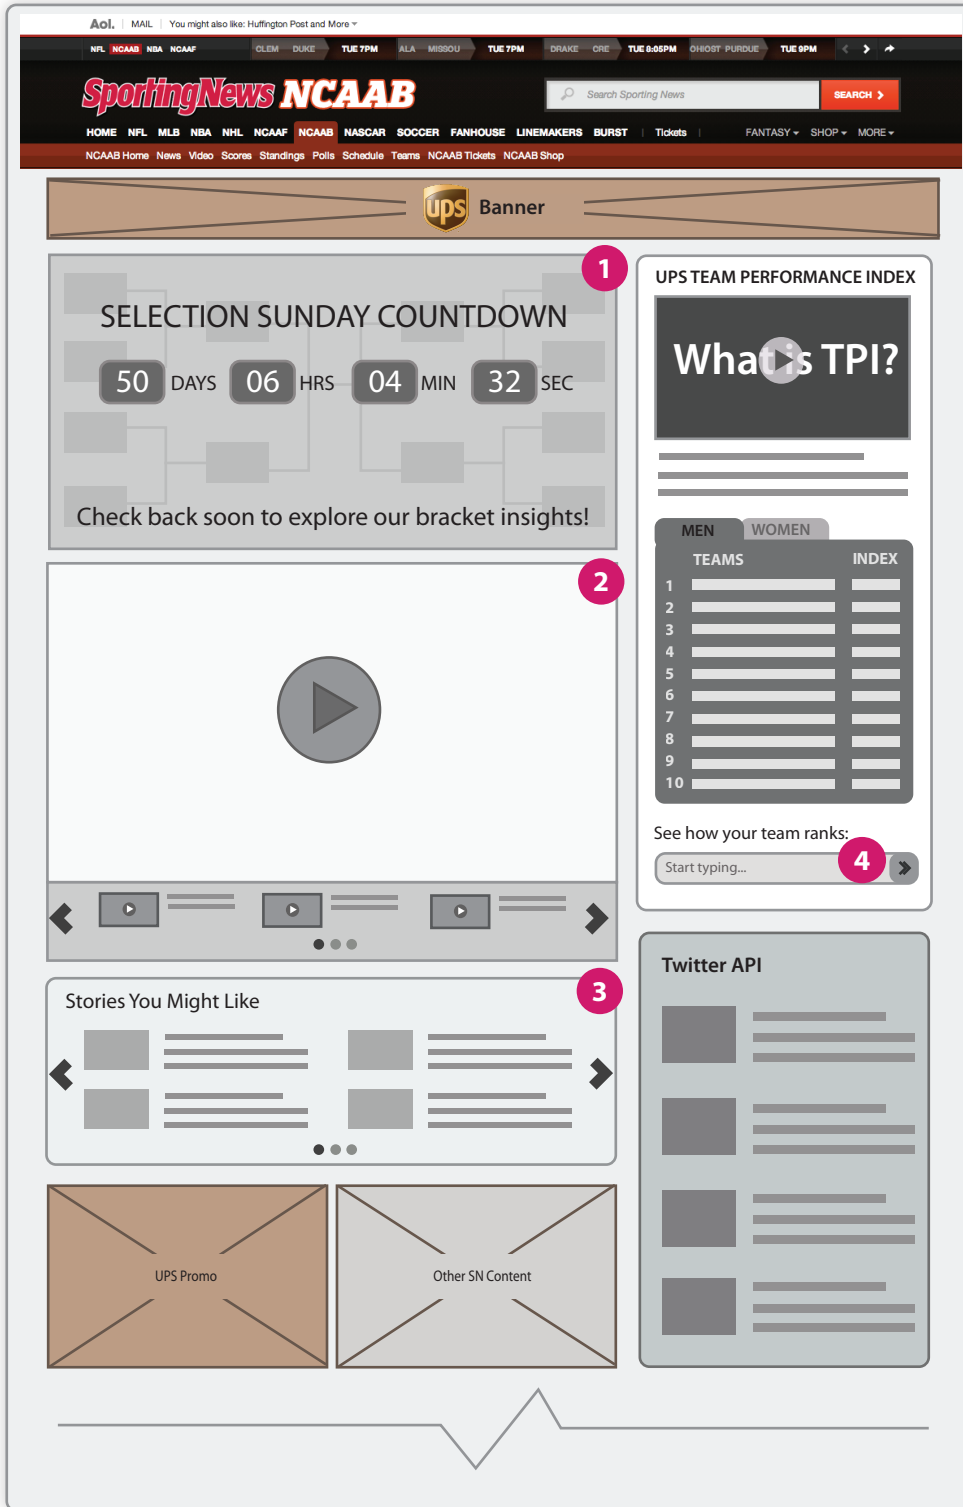 Aol. MAIL You might also like: Huffington Post and More
NFL NCAAB NBA NCAAF CLEM DUKE TUE 7PM ALA MISSOU TUE 7PM DRAKE CRE TUE 8:05PM OHIOST PURDUE TUE 9PM
SportingNews NCAAB
Search Sporting News
SEARCH
HOME NFL MLB NBA NHL NCAAF NCAAB NASCAR SOCCER FANHOUSE LINEMAKERS BURST Tickets FANTASY SHOP MORE
NCAAB Home News Video Scores Standings Polls Schedule Teams NCAAB Tickets NCAAB Shop
ups Banner
1
SELECTION SUNDAY COUNTDOWN
50 DAYS 06 HRS 04 MIN 32 SEC
Check back soon to explore our bracket insights!
2
Stories You Might Like
3
UPS Promo
Other SN Content
UPS TEAM PERFORMANCE INDEX
What is TPI?
MEN WOMEN
TEAMS INDEX
1
2
3
4
5
6
7
8
9
10
See how your team ranks:
Start typing...
4
Twitter API